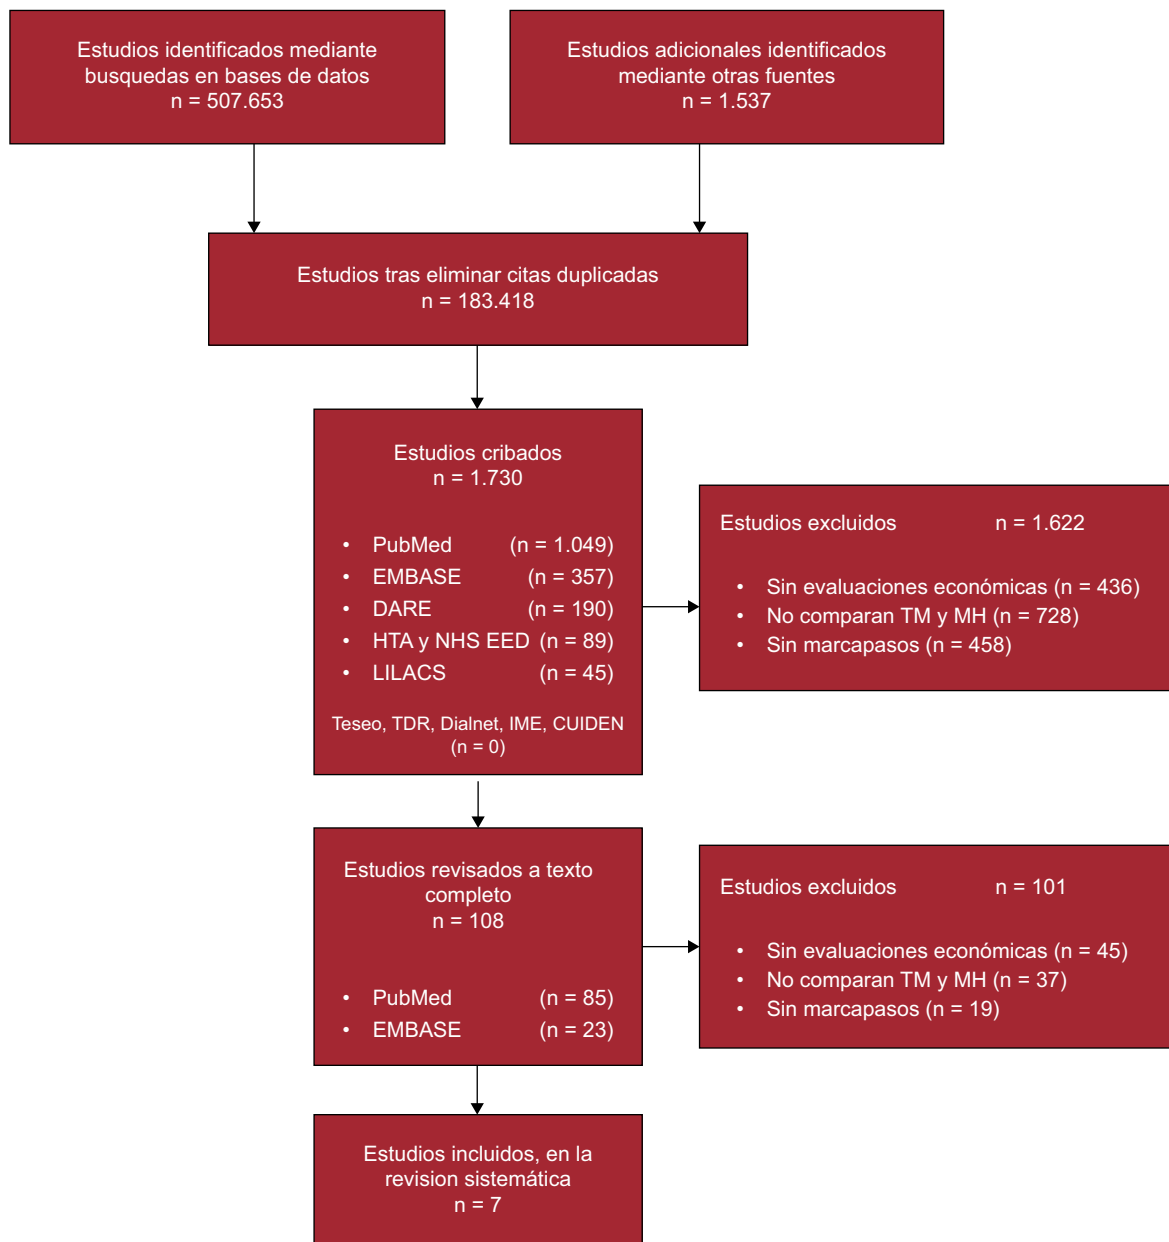 Estudios identificados mediante
busquedas en bases de datos
n = 507.653
Estudios adicionales identificados
mediante otras fuentes
n = 1.537
Estudios tras eliminar citas duplicadas
n = 183.418
Estudios cribados
n = 1.730
• PubMed (n = 1.049)
• EMBASE (n = 357)
• DARE (n = 190)
• HTA y NHS EED (n = 89)
• LILACS (n = 45)
Teseo, TDR, Dialnet, IME, CUIDEN
(n = 0)
Estudios excluidos n = 1.622
• Sin evaluaciones económicas (n = 436)
• No comparan TM y MH (n = 728)
• Sin marcapasos (n = 458)
Estudios revisados a texto
completo
n = 108
• PubMed (n = 85)
• EMBASE (n = 23)
Estudios excluidos n = 101
• Sin evaluaciones económicas (n = 45)
• No comparan TM y MH (n = 37)
• Sin marcapasos (n = 19)
Estudios incluidos, en la
revision sistemática
n = 7